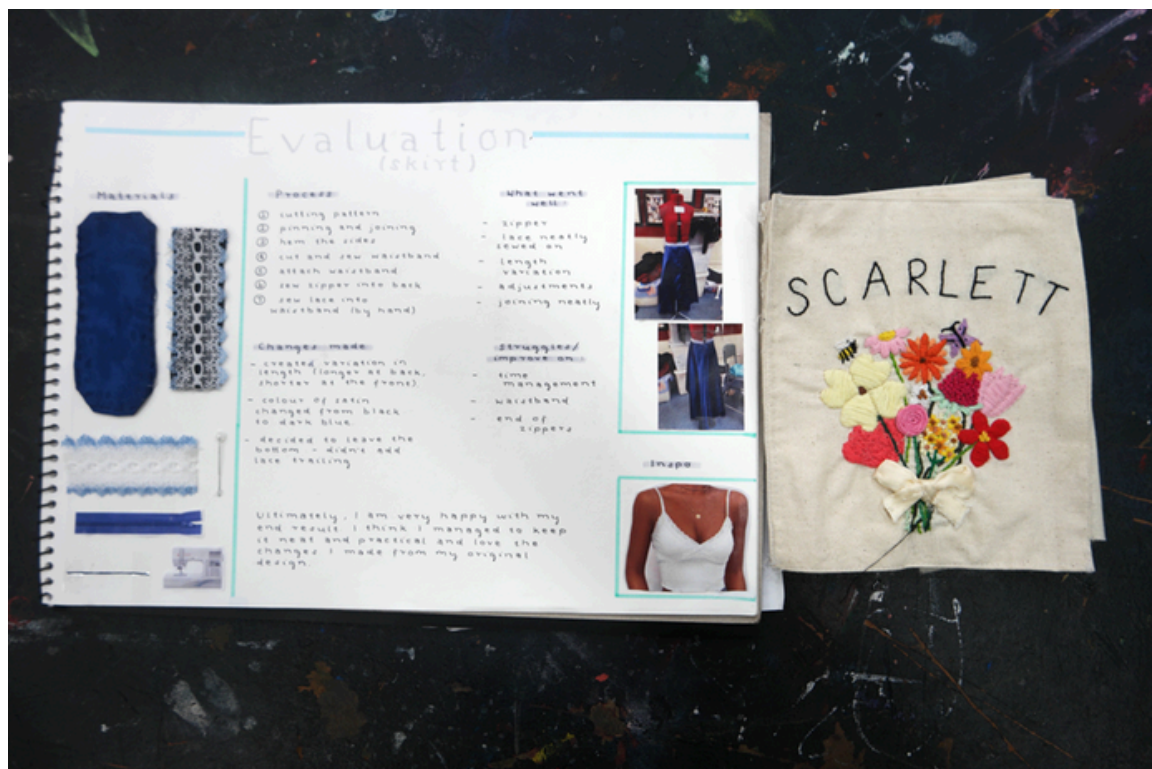 Evaluation
(skirt)
Materials
Process
① cutting pattern
② pinning and joining
③ hem the sides
④ cut and sew waistband
⑤ attach waistband
⑥ sew zipper into back
⑦ sew lace into
waistband (by hand)
Changes made
- created variation in
length (longer at back,
shorter at the front).
- colour of satin
changed from black
to dark blue.
- decided to leave the
bottom - didn't add
lace trailing
What went
well
- zipper
- lace neatly
sewed on
- length
variation
- adjustments
- joining neatly
Struggles/
improve on
- time
management
- waistband
- end of
zippers
Ultimately, I am very happy with my
end result. I think I managed to keep
it neat and practical and love the
changes I made from my original
design.
Inspo
SCARLETT